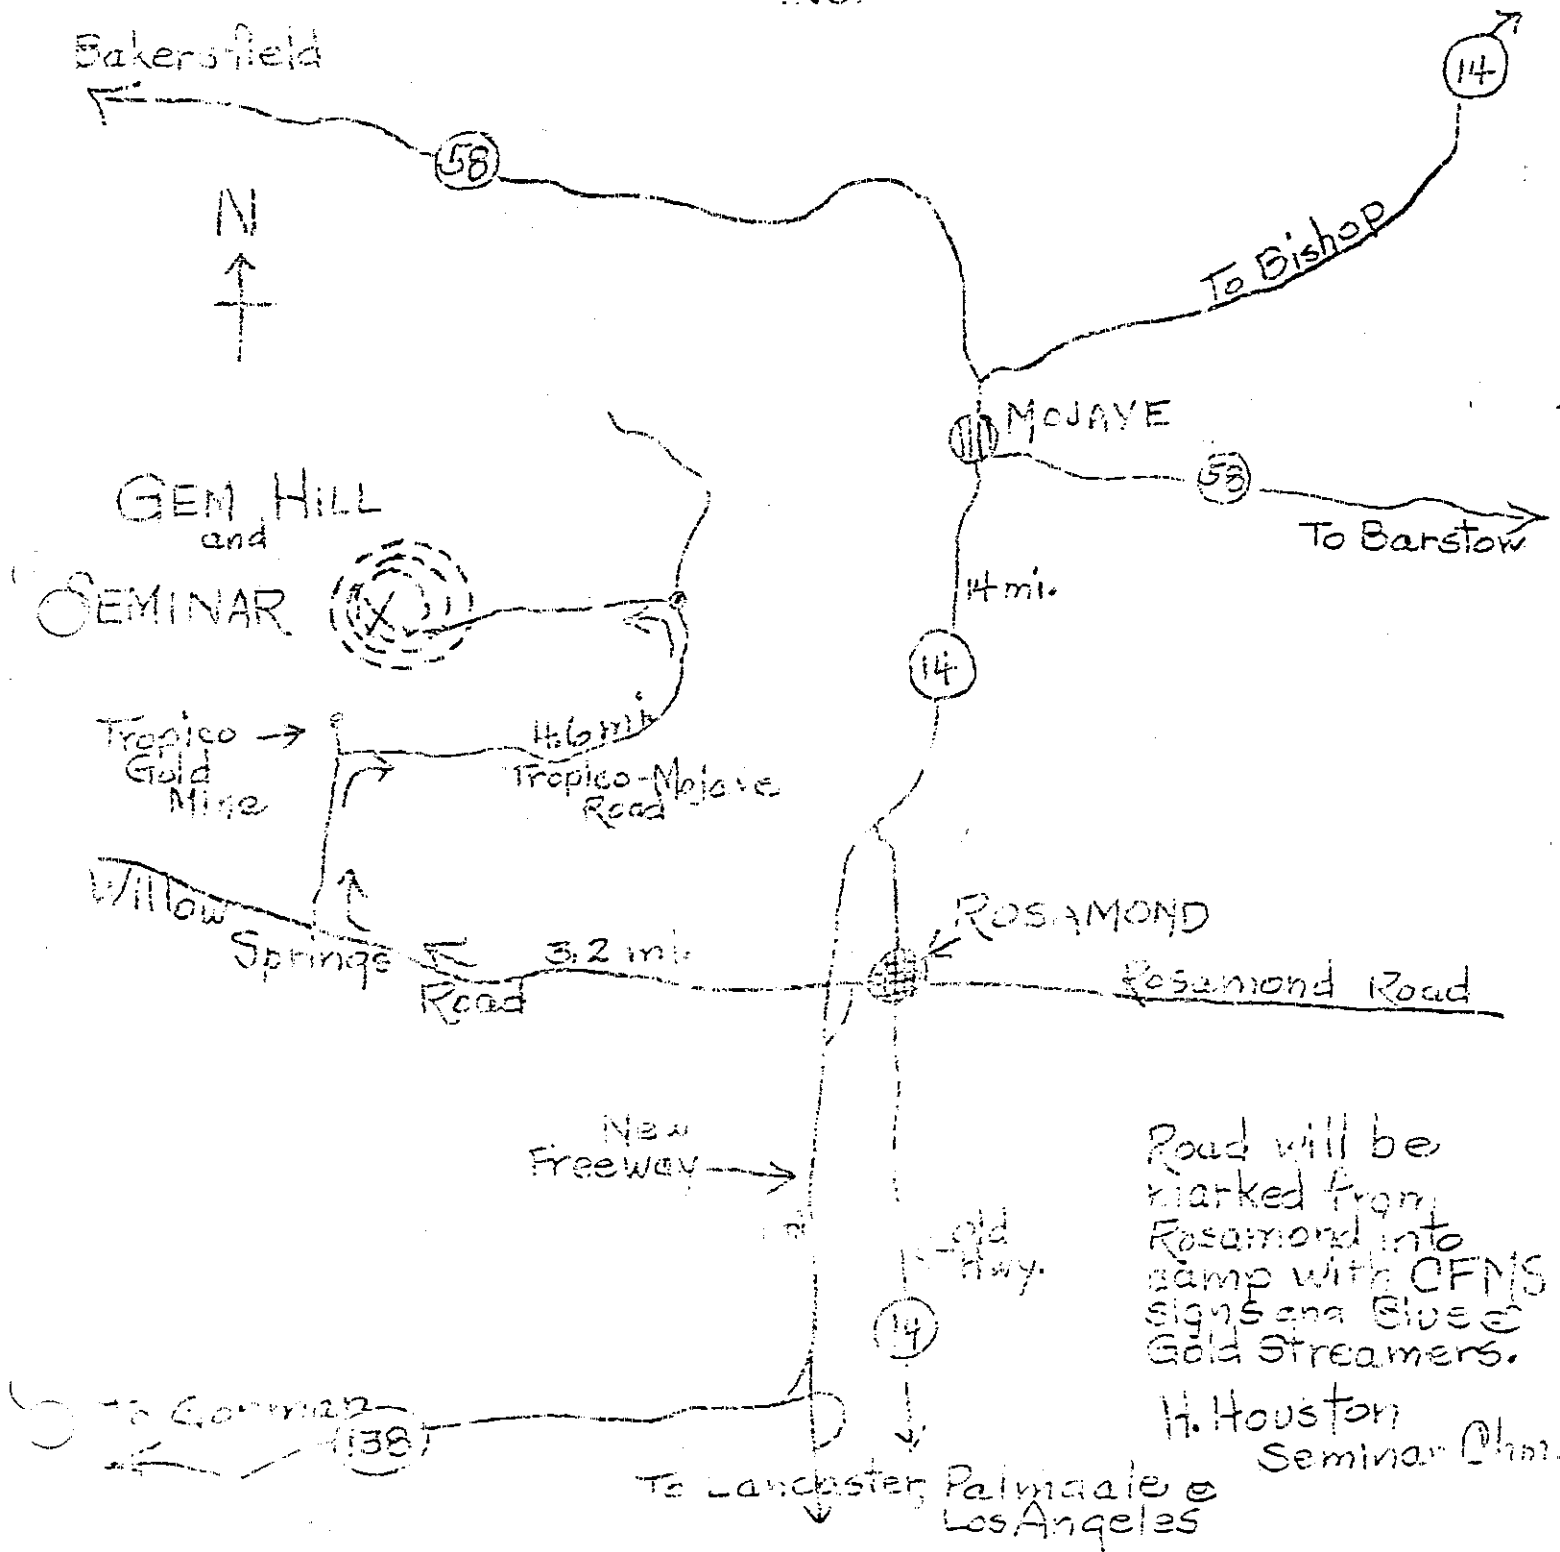 INC.
Bakersfield
14
58
N
To Bishop
MOJAVE
GEM HILL
and
SEMINAR
X
58
To Barstow
14 mi.
14
Tropico
Gold
Mine
4.6 mi.
Tropico-Mojave
Road
Willow
Springs
Road
3.2 mi.
ROSAMOND
Rosamond Road
New
Freeway
old
Hwy.
14
Road will be
marked from
Rosamond into
camp with CFMS
signs and Blue &
Gold Streamers.
H. Houston
Seminar Chm.
To Gorman
138
To Lancaster, Palmdale &
Los Angeles